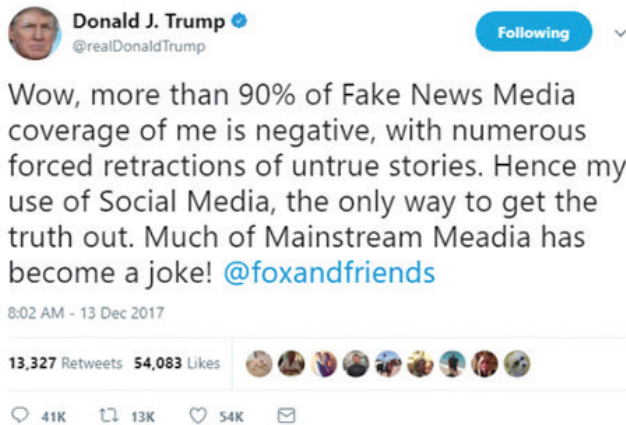 Donald J. Trump
@realDonaldTrump
Following
Wow, more than 90% of Fake News Media
coverage of me is negative, with numerous
forced retractions of untrue stories. Hence my
use of Social Media, the only way to get the
truth out. Much of Mainstream Meadia has
become a joke! @foxandfriends
8:02 AM - 13 Dec 2017
13,327 Retweets 54,083 Likes
41K 13K 54K